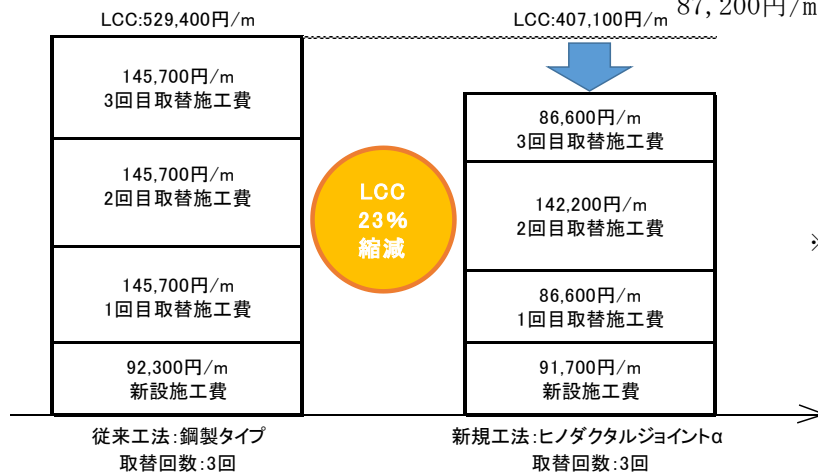 LCC:529,400円/m
145,700円/m
3回目取替施工費
145,700円/m
2回目取替施工費
145,700円/m
1回目取替施工費
92,300円/m
新設施工費
従来工法:鋼製タイプ
取替回数:3回
LCC
23%
縮減
LCC:407,100円/m
87,200円/m
86,600円/m
3回目取替施工費
142,200円/m
2回目取替施工費
86,600円/m
1回目取替施工費
91,700円/m
新設施工費
新規工法:ヒノダクタルジョイントα
取替回数:3回